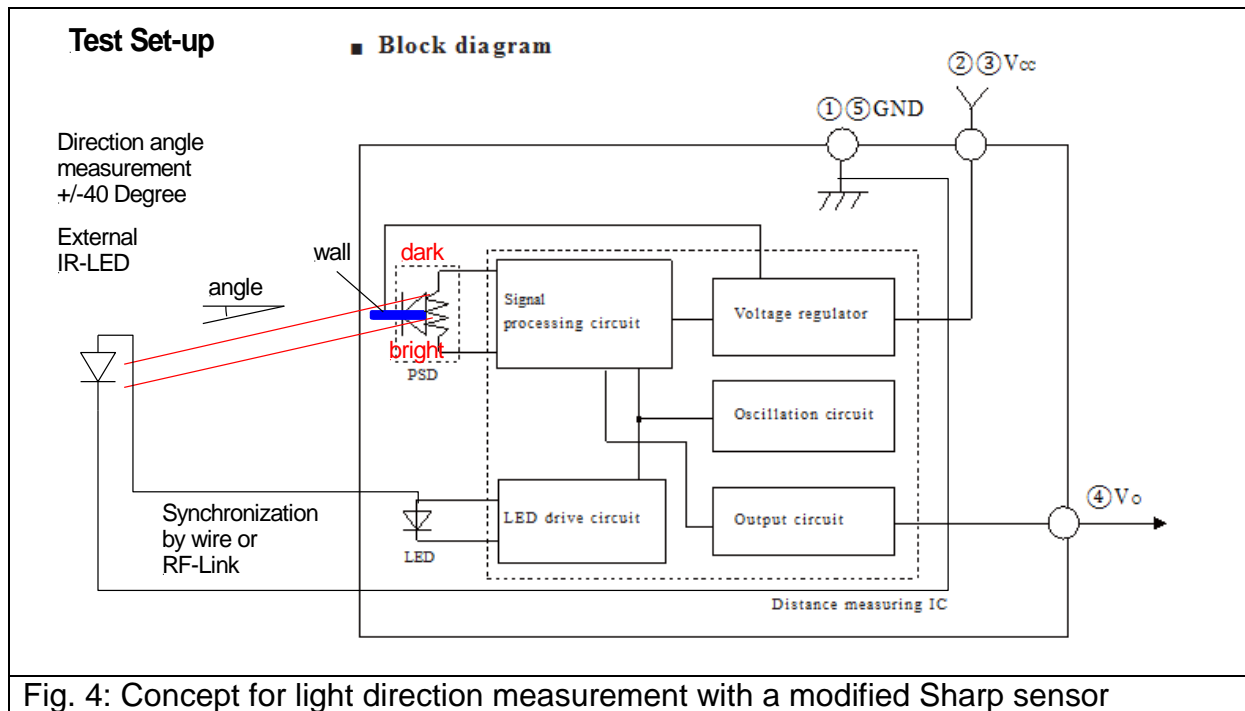 Test Set-up
■ Block diagram
②③Vcc
①⑤GND
Direction angle
measurement
+/-40 Degree
External
IR-LED
wall
dark
angle
bright
PSD
Signal
processing circuit
Voltage regulator
Oscillation circuit
LED drive circuit
Output circuit
④Vo
Synchronization
by wire or
RF-Link
LED
Distance measuring IC
Fig. 4: Concept for light direction measurement with a modified Sharp sensor